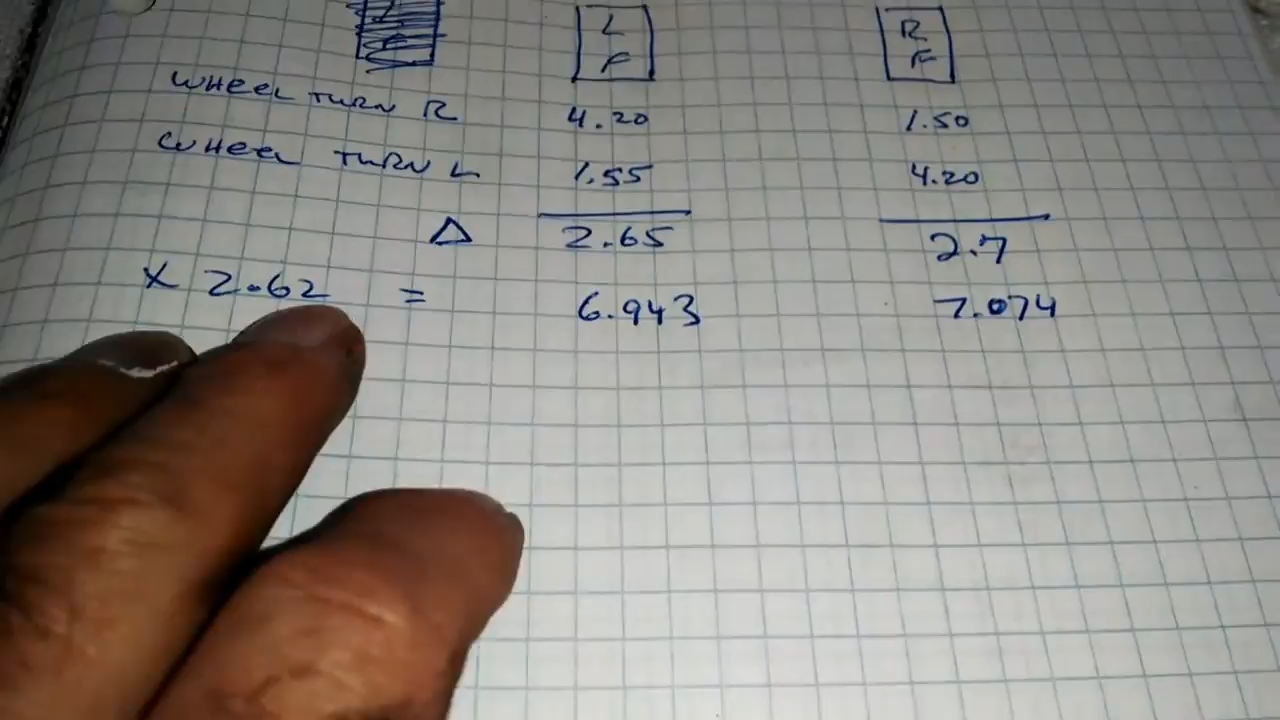 L R
F F
WHEEL TURN R 4.20 1.50
WHEEL TURN L 1.55 4.20
Δ 2.65 2.7
x 2.62 = 6.943 7.074